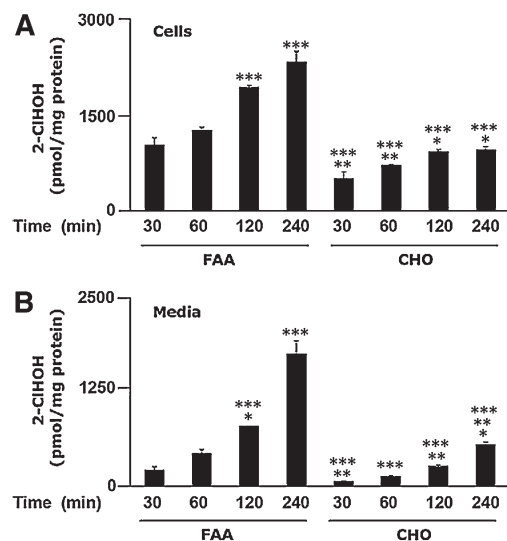 A
Cells
3000
1500
0
2-ClHOH
(pmol/mg protein)
***
***
***
**
***
**
***
*
***
*
Time (min) 30 60 120 240 30 60 120 240
FAA CHO
B
Media
2500
1250
0
2-ClHOH
(pmol/mg protein)
***
*
***
***
**
***
***
**
***
**
*
Time (min) 30 60 120 240 30 60 120 240
FAA CHO